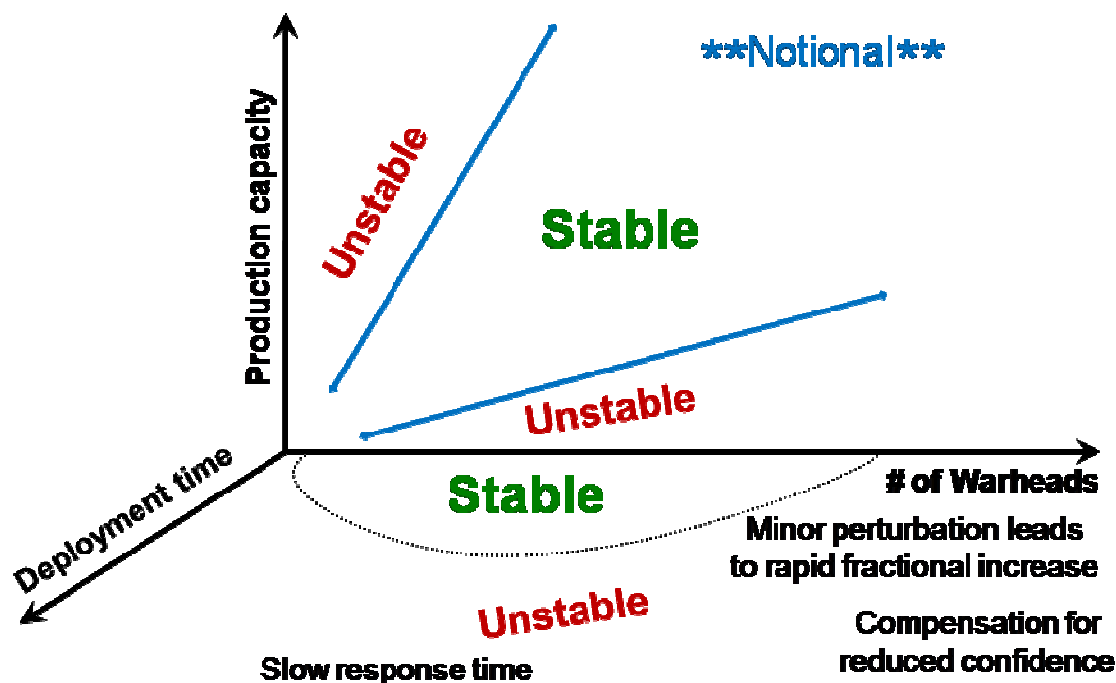 **Notional**
Production capacity
Unstable
Stable
Unstable
Deployment time
# of Warheads
Stable
Minor perturbation leads
to rapid fractional increase
Unstable
Compensation for
reduced confidence
Slow response time